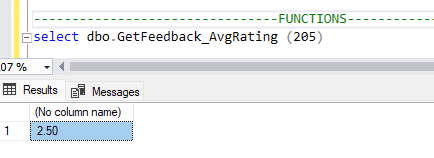 ------------------------------FUNCTIONS------------
select dbo.GetFeedback_AvgRating (205)
07 %
Results Messages
(No column name)
1 2.50